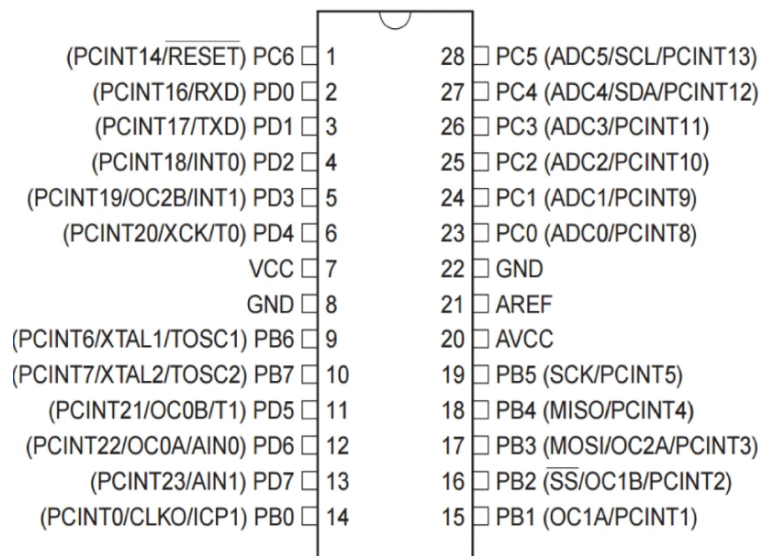 (PCINT14/RESET) PC6 1
(PCINT16/RXD) PD0 2
(PCINT17/TXD) PD1 3
(PCINT18/INT0) PD2 4
(PCINT19/OC2B/INT1) PD3 5
(PCINT20/XCK/T0) PD4 6
VCC 7
GND 8
(PCINT6/XTAL1/TOSC1) PB6 9
(PCINT7/XTAL2/TOSC2) PB7 10
(PCINT21/OC0B/T1) PD5 11
(PCINT22/OC0A/AIN0) PD6 12
(PCINT23/AIN1) PD7 13
(PCINT0/CLKO/ICP1) PB0 14
28 PC5 (ADC5/SCL/PCINT13)
27 PC4 (ADC4/SDA/PCINT12)
26 PC3 (ADC3/PCINT11)
25 PC2 (ADC2/PCINT10)
24 PC1 (ADC1/PCINT9)
23 PC0 (ADC0/PCINT8)
22 GND
21 AREF
20 AVCC
19 PB5 (SCK/PCINT5)
18 PB4 (MISO/PCINT4)
17 PB3 (MOSI/OC2A/PCINT3)
16 PB2 (SS/OC1B/PCINT2)
15 PB1 (OC1A/PCINT1)